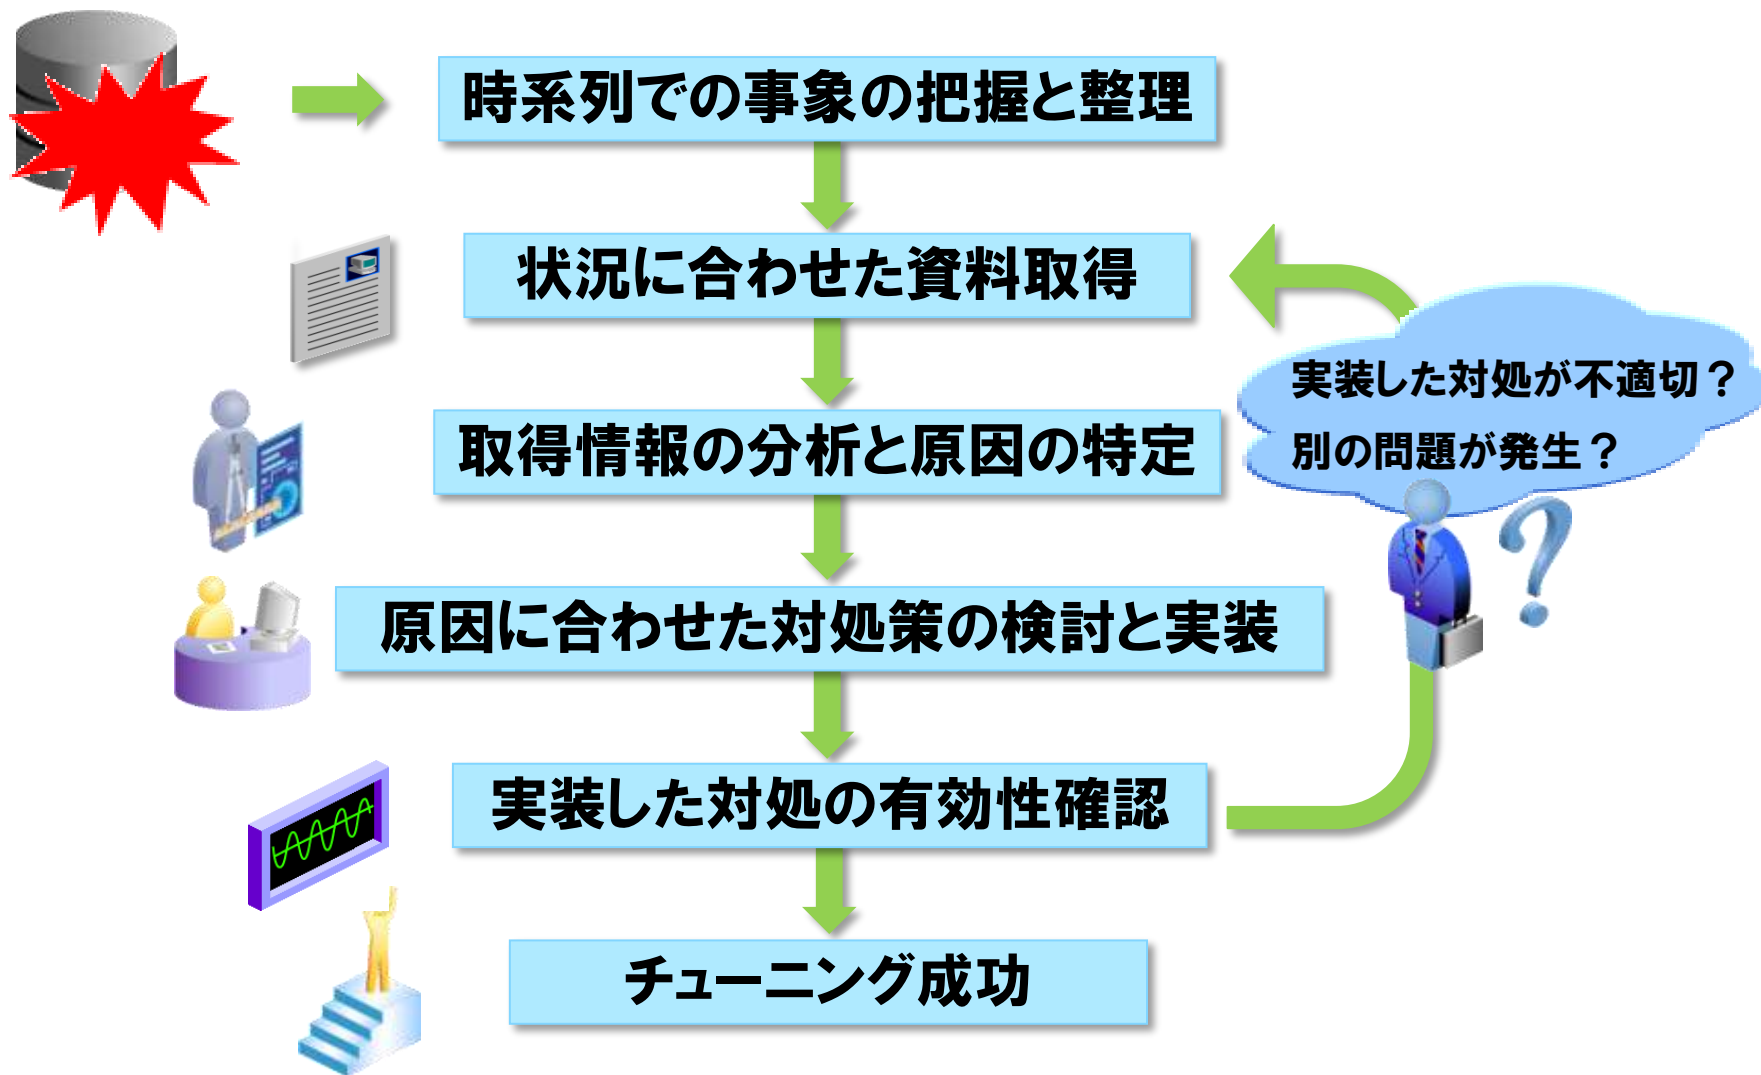 時系列での事象の把握と整理
状況に合わせた資料取得
実装した対処が不適切？
別の問題が発生？
取得情報の分析と原因の特定
原因に合わせた対処策の検討と実装
実装した対処の有効性確認
チューニング成功